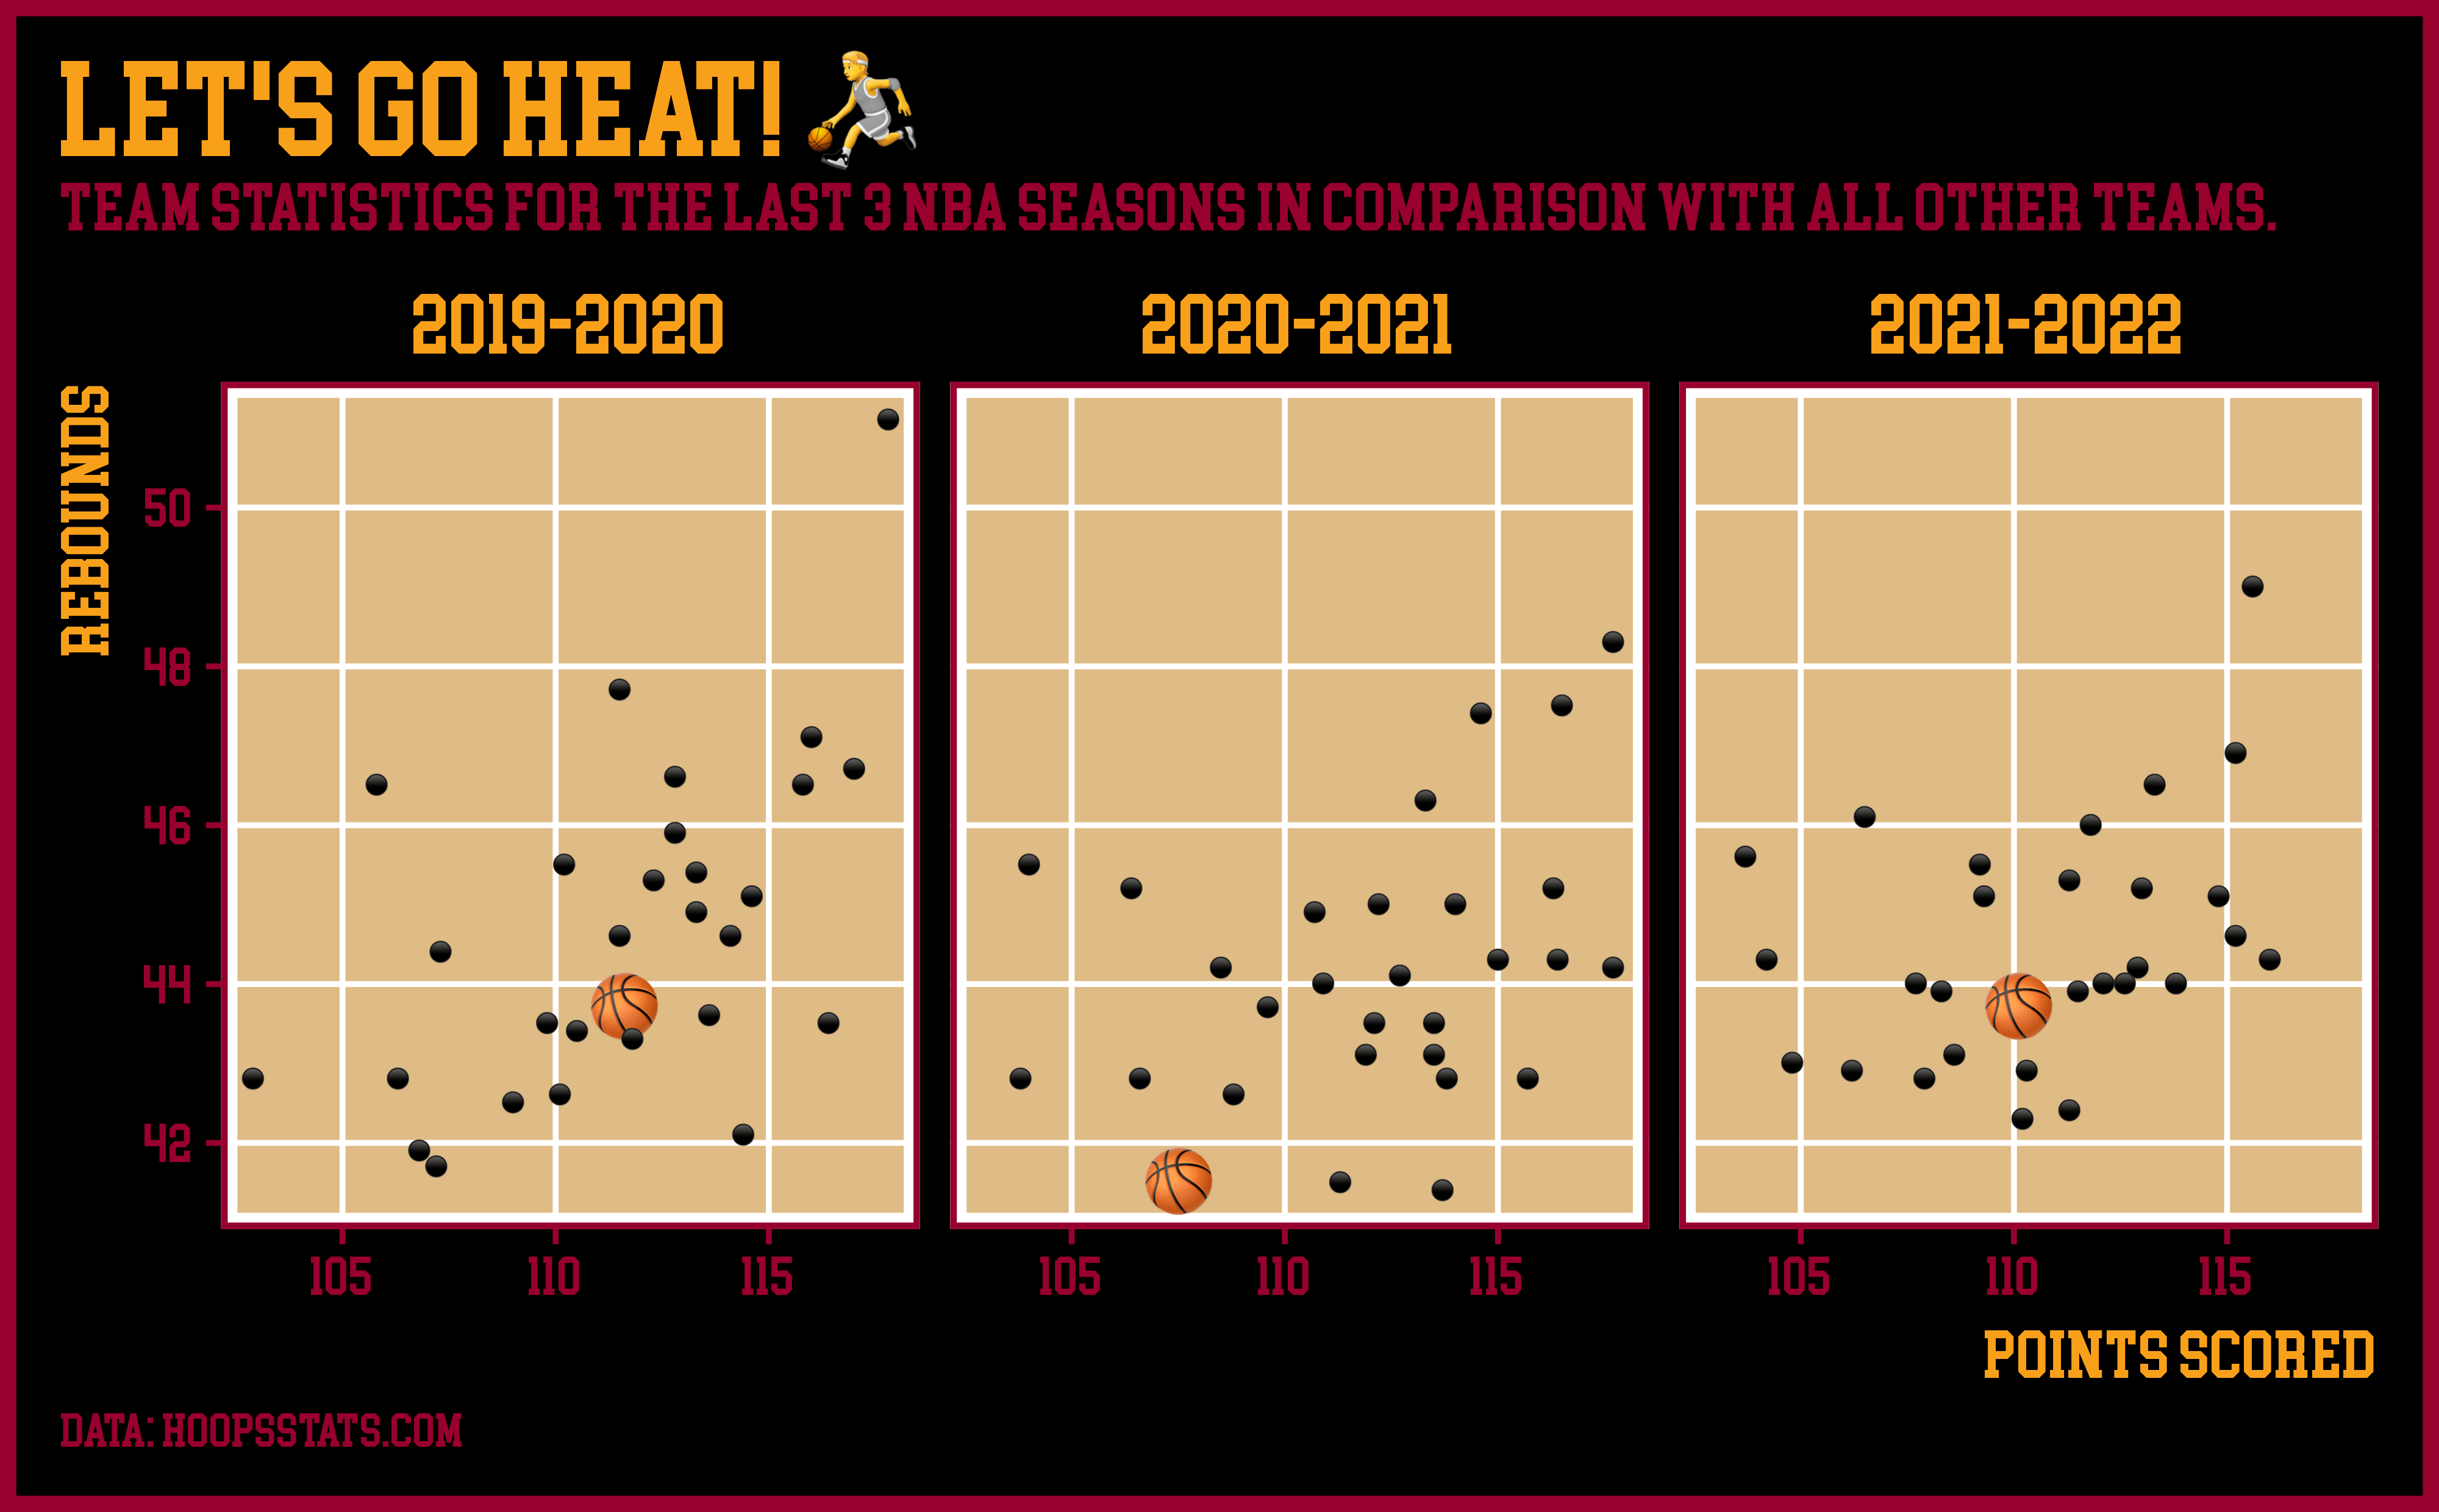 LET'S GO HEAT!
TEAM STATISTICS FOR THE LAST 3 NBA SEASONS IN COMPARISON WITH ALL OTHER TEAMS.
2019-2020 2020-2021 2021-2022
REBOUNDS
50
48
46
44
42
105 110 115 105 110 115 105 110 115
POINTS SCORED
DATA: HOOPSSTATS.COM